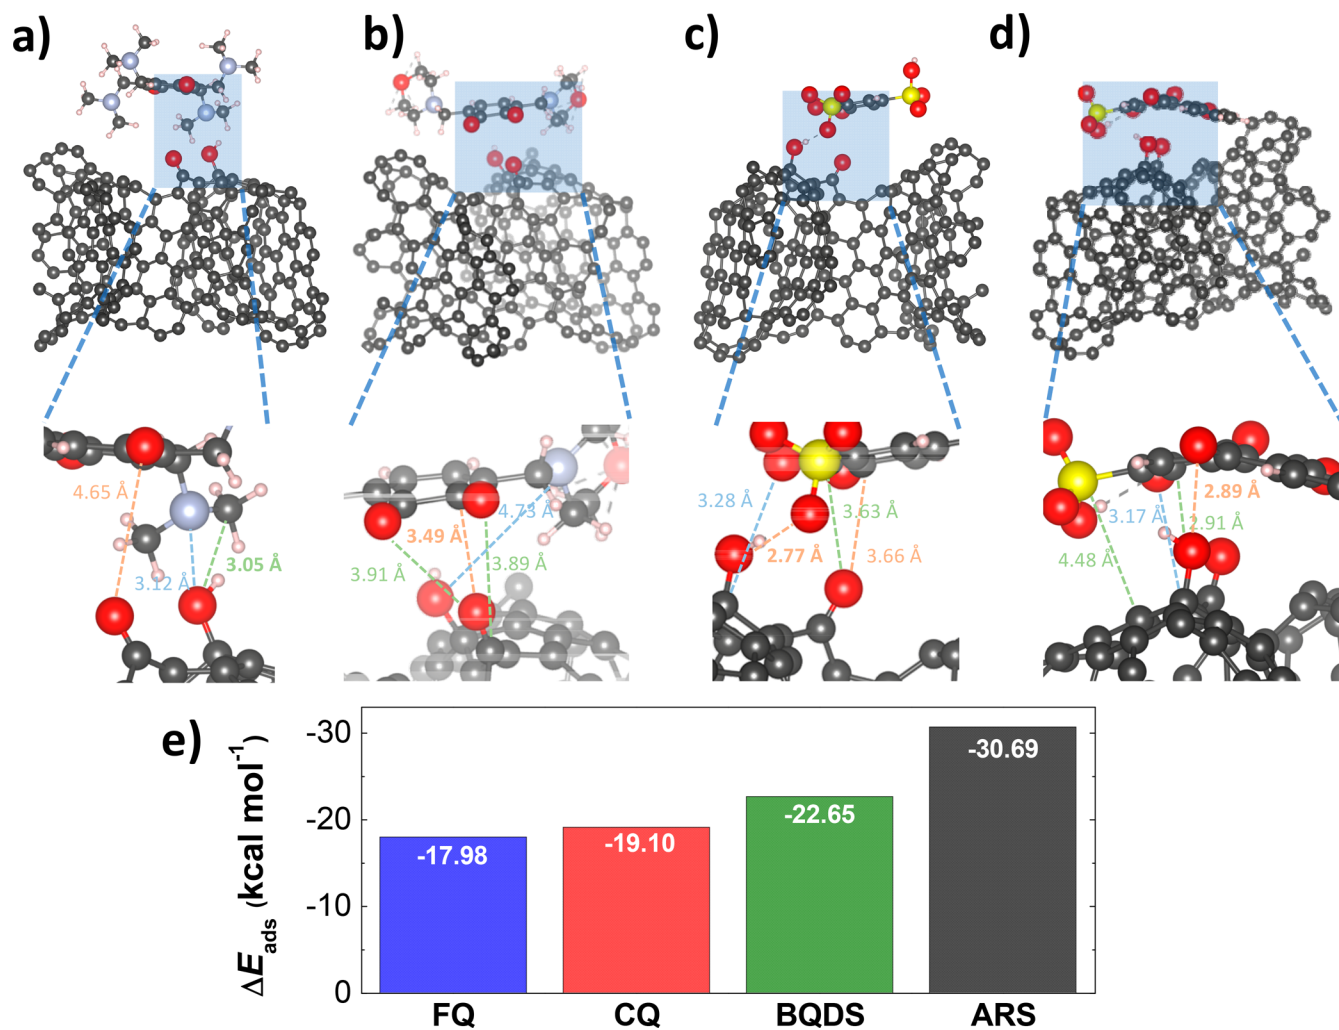 a)
b)
c)
d)
4.65 Å
3.12 Å
3.05 Å
3.91 Å
3.49 Å
4.73 Å
3.89 Å
3.28 Å
2.77 Å
3.63 Å
3.66 Å
4.48 Å
3.17 Å
2.89 Å
2.91 Å
e)
ΔE_ads (kcal mol⁻¹)
-30
-20
-10
0
-17.98
-19.10
-22.65
-30.69
FQ
CQ
BQDS
ARS